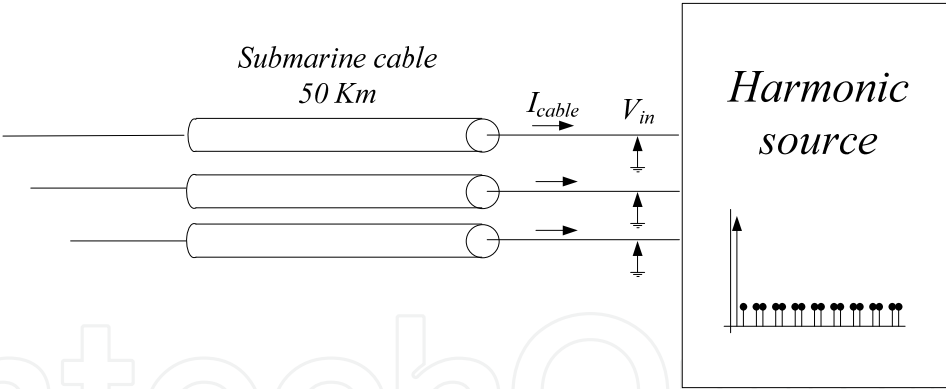 Submarine cable
50 Km
I_cable
V_in
Harmonic
source